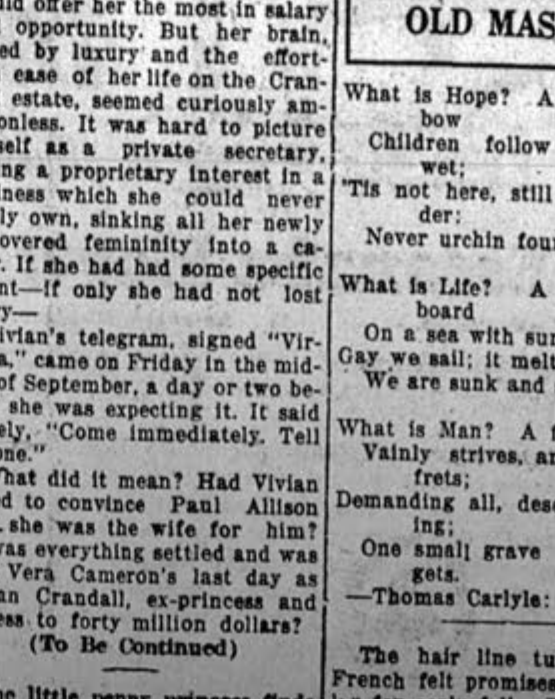 offer her the most in salary
opportunity. But her brain,
ed by luxury and the effort-
ease of her life on the Cran-
estate, seemed curiously am-
onless. It was hard to picture
self as a private secretary,
ng a proprietary interest in a
iness which she could never
ly own, sinking all her newly
overed femininity into a ca-
. If she had had some specific
nt—if only she had not lost
y—
ivian's telegram, signed "Vir-
a," came on Friday in the mid-
of September, a day or two be-
she was expecting it. It said
ely, "Come immediately. Tell
one."
hat did it mean? Had Vivian
ed to convince Paul Allison
she was the wife for him?
was everything settled and was
Vera Cameron's last day as
an Crandall, ex-princess and
ess to forty million dollars?
(To Be Continued)
little penny princess
OLD MAS
What is Hope? A
bow
Children follow
wet;
'Tis not here, still
der:
Never urchin fou
What is Life? A
board
On a sea with sun
Gay we sail; it melt
We are sunk and
What is Man? A
Vainly strives, an
frets;
Demanding all, dese
ing;
One small grave
gets.
—Thomas Carlyle:
The hair line tu
French felt promises